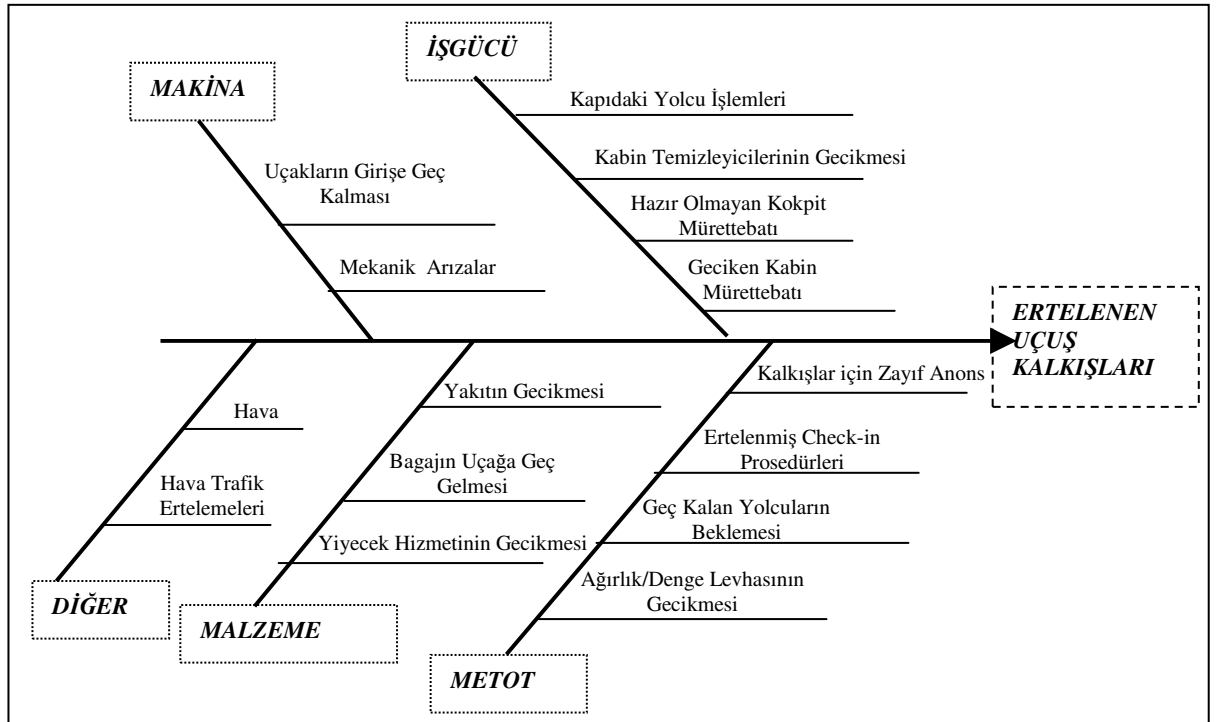 İŞGÜCÜ
MAKİNA
Kapıdaki Yolcu İşlemleri
Kabin Temizleyicilerinin Gecikmesi
Uçakların Girişe Geç
Kalması
Hazır Olmayan Kokpit
Mürettebatı
Mekanik Arızalar
Geciken Kabin
Mürettebatı
ERTELENEN
UÇUŞ
KALKIŞLARI
Kalkışlar için Zayıf Anons
Yakıtın Gecikmesi
Hava
Ertelenmiş Check-in
Prosedürleri
Bagajın Uçağa Geç
Gelmesi
Hava Trafik
Ertelemeleri
Geç Kalan Yolcuların
Beklemesi
Yiyecek Hizmetinin Gecikmesi
Ağırlık/Denge Levhasının
Gecikmesi
DİĞER
MALZEME
METOT